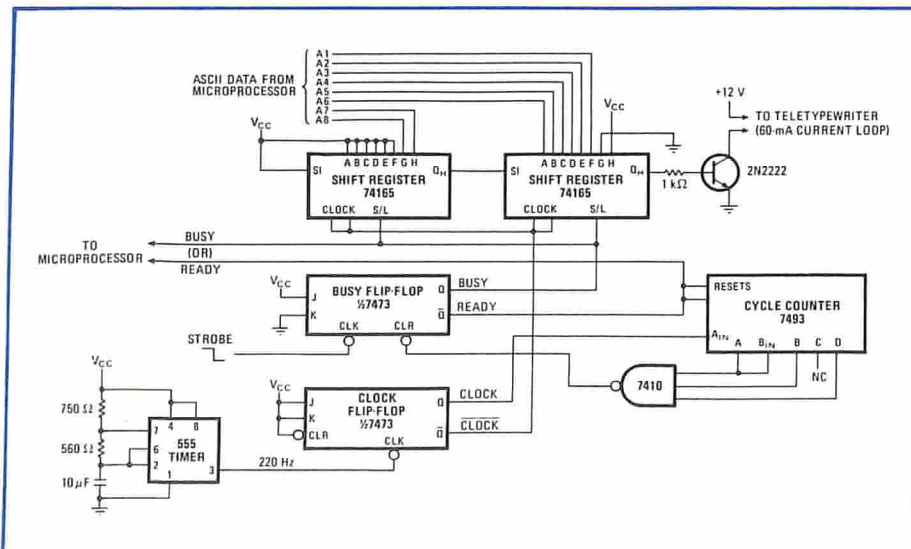 A1
A2
A3
A4
A5
A6
A7
A8
ASCII DATA FROM
MICROPROCESSOR
VCC
+12 V
TO TELETYPEWRITER
(60-mA CURRENT LOOP)
VCC
A B C D E F G H
SI
QH
SHIFT REGISTER
74165
CLOCK
S/L
A B C D E F G H
SI
QH
SHIFT REGISTER
74165
CLOCK
S/L
1 kΩ
2N2222
TO
MICROPROCESSOR
BUSY
(OR)
READY
VCC
J
K
BUSY FLIP-FLOP
½7473
CLK
CLR
Q
Q̅
BUSY
READY
RESETS
CYCLE COUNTER
7493
AIN
A
BIN
B
C
D
NC
STROBE
7410
VCC
J
K
CLR
CLOCK
FLIP-FLOP
½7473
CLK
Q
Q̅
CLOCK
C̅L̅O̅C̅K̅
VCC
750 Ω
560 Ω
10 μF
7
6
2
4
8
555
TIMER
1
3
220 Hz